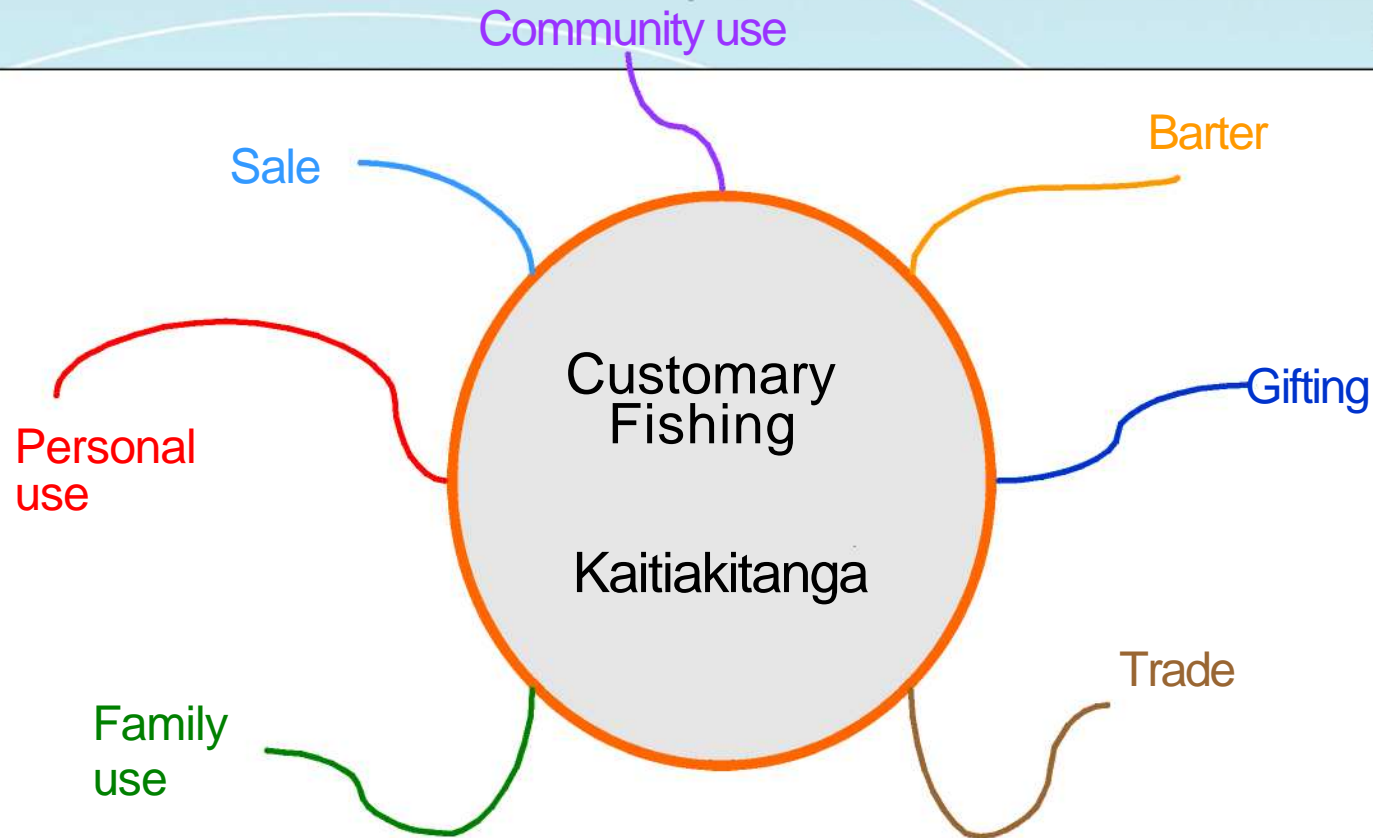 Community use
Barter
Sale
Customary
Fishing
Gifting
Personal
use
Kaitiakitanga
Trade
Family
use